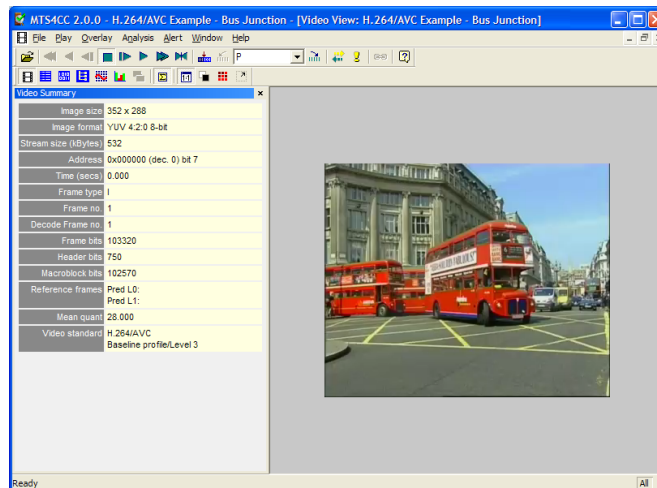 MTS4CC 2.0.0 - H.264/AVC Example - Bus Junction - [Video View: H.264/AVC Example - Bus Junction]
File Play Overlay Analysis Alert Window Help
P
Video Summary
Image size 352 x 288
Image format YUV 4:2:0 8-bit
Stream size (kBytes) 532
Address 0x000000 (dec. 0) bit 7
Time (secs) 0.000
Frame type I
Frame no. 1
Decode Frame no. 1
Frame bits 103320
Header bits 750
Macroblock bits 102570
Reference frames Pred L0:
Pred L1:
Mean quant 28.000
Video standard H.264/AVC
Baseline profile/Level 3
Ready All